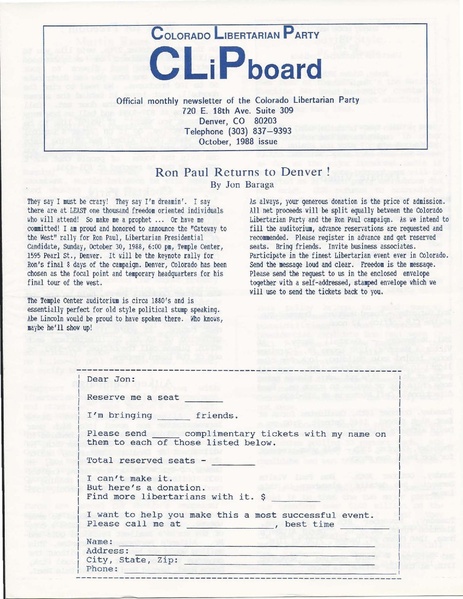 COLORADO LIBERTARIAN PARTY
CLiPboard
Official monthly newsletter of the Colorado Libertarian Party
720 E. 18th Ave. Suite 309
Denver, CO 80203
Telephone (303) 837-9393
October, 1988 issue
Ron Paul Returns to Denver !
By Jon Baraga
They say I must be crazy! They say I'm dreamin'. I say
there are at LEAST one thousand freedom oriented individuals
who will attend! So make me a prophet ... Or have me
committed! I am proud and honored to announce the "Gateway to
the West" rally for Ron Paul, Libertarian Presidential
Candidate, Sunday, October 30, 1988, 6:00 pm, Temple Center,
1595 Pearl St., Denver. It will be the keynote rally for
Ron's final 8 days of the campaign. Denver, Colorado has been
chosen as the focal point and temporary headquarters for his
final tour of the west.
The Temple Center auditorium is circa 1880's and is
essentially perfect for old style political stump speaking.
Abe Lincoln would be proud to have spoken there. Who knows,
maybe he'll show up!
As always, your generous donation is the price of admission.
All net proceeds will be split equally between the Colorado
Libertarian Party and the Ron Paul campaign. As we intend to
fill the auditorium, advance reservations are requested and
recommended. Please register in advance and get reserved
seats. Bring friends. Invite business associates.
Participate in the finest Libertarian event ever in Colorado.
Send the message loud and clear. Freedom is the message.
Please send the request to us in the enclosed envelope
together with a self-addressed, stamped envelope which we
will use to send the tickets back to you.
Dear Jon:
Reserve me a seat ______
I'm bringing _____ friends.
Please send ____ complimentary tickets with my name on
them to each of those listed below.
Total reserved seats - _______
I can't make it.
But here's a donation.
Find more libertarians with it. $ ________
I want to help you make this a most successful event.
Please call me at ______________, best time ________
Name: ________________
Address: ________________
City, State, Zip: ________________
Phone: ________________